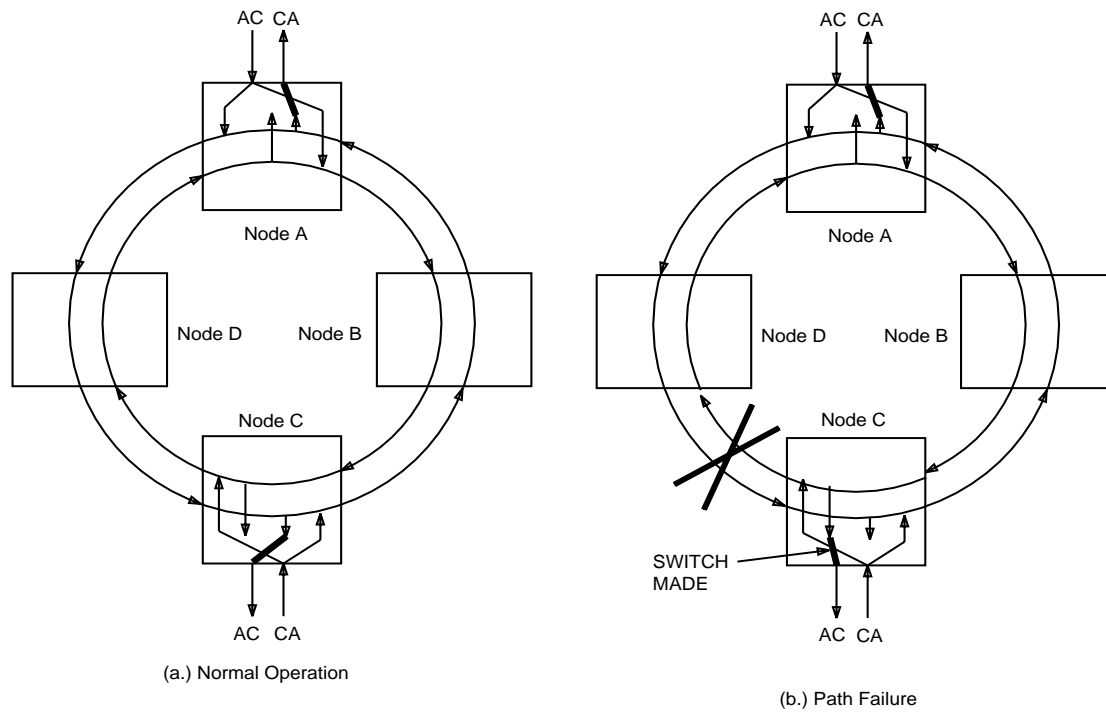 AC CA
Node A
Node D
Node B
Node C
AC CA
(a.) Normal Operation
AC CA
Node A
Node D
Node B
Node C
SWITCH
MADE
AC CA
(b.) Path Failure